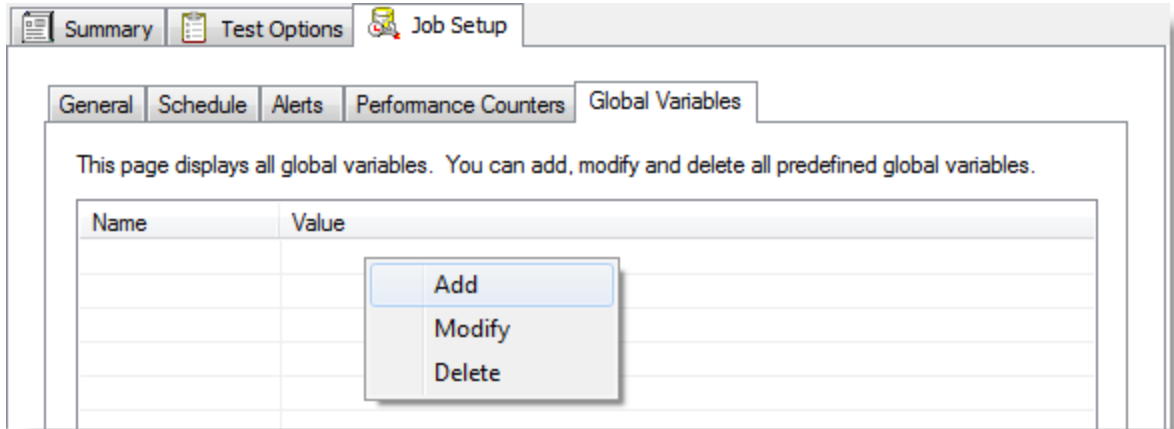 Summary Test Options Job Setup
General Schedule Alerts Performance Counters Global Variables
This page displays all global variables.  You can add, modify and delete all predefined global variables.
Name Value
Add
Modify
Delete